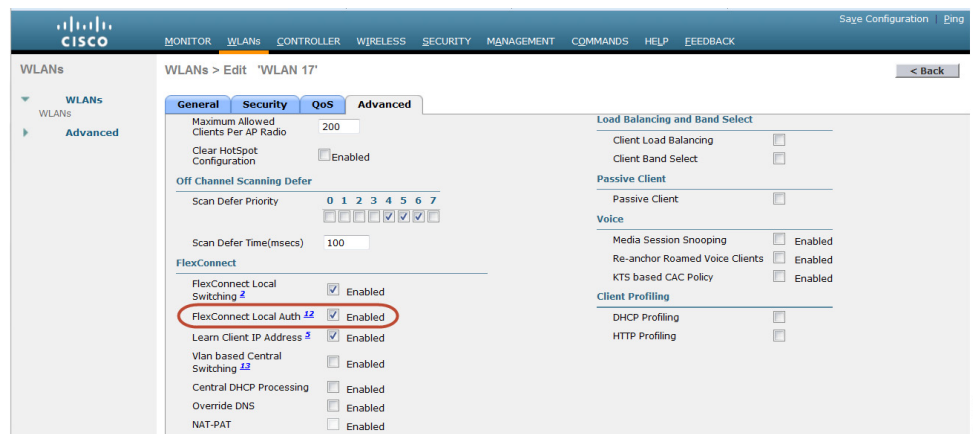 Save Configuration | Ping
CISCO
MONITOR WLANs CONTROLLER WIRELESS SECURITY MANAGEMENT COMMANDS HELP FEEDBACK
WLANs
WLANs
WLANs
Advanced
WLANs > Edit 'WLAN 17'
< Back
General Security QoS Advanced
Maximum Allowed
Clients Per AP Radio
200
Clear HotSpot
Configuration
Enabled
Off Channel Scanning Defer
Scan Defer Priority
0 1 2 3 4 5 6 7
Scan Defer Time(msecs)
100
FlexConnect
FlexConnect Local
Switching 2
Enabled
FlexConnect Local Auth 12
Enabled
Learn Client IP Address 5
Enabled
Vlan based Central
Switching 13
Enabled
Central DHCP Processing
Enabled
Override DNS
Enabled
NAT-PAT
Enabled
Load Balancing and Band Select
Client Load Balancing
Client Band Select
Passive Client
Passive Client
Voice
Media Session Snooping
Enabled
Re-anchor Roamed Voice Clients
Enabled
KTS based CAC Policy
Enabled
Client Profiling
DHCP Profiling
HTTP Profiling